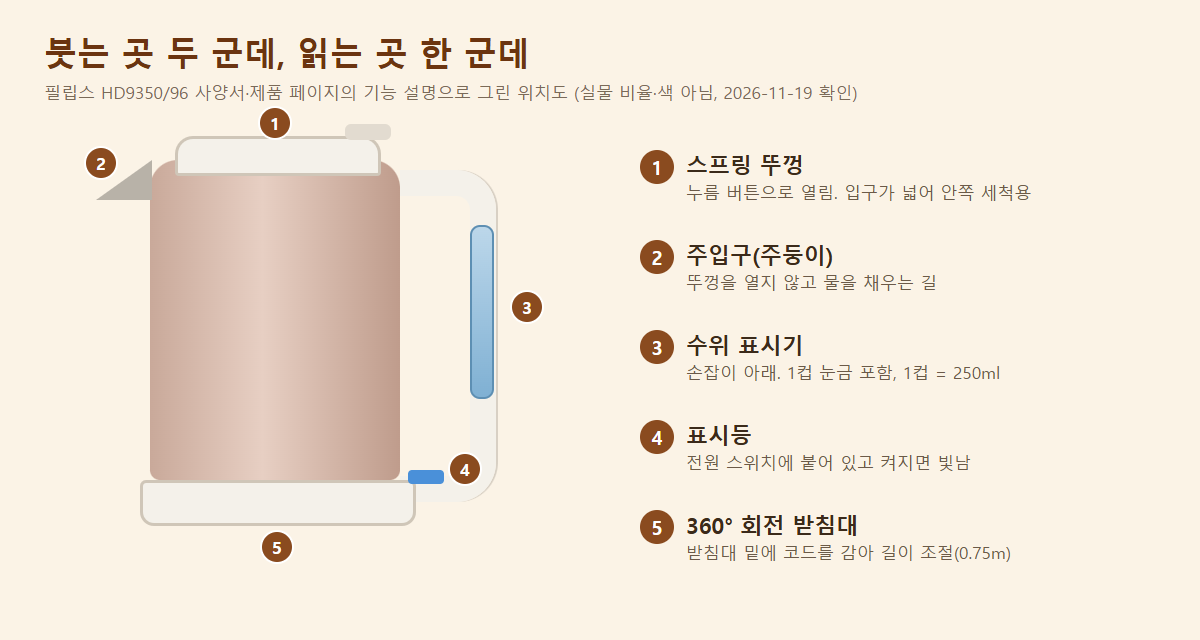 붓는 곳 두 군데, 읽는 곳 한 군데
필립스 HD9350/96 사양서·제품 페이지의 기능 설명으로 그린 위치도 (실물 비율·색 아님, 2026-11-19 확인)
1
2
3
4
5
1 스프링 뚜껑
누름 버튼으로 열림. 입구가 넓어 안쪽 세척용
2 주입구(주둥이)
뚜껑을 열지 않고 물을 채우는 길
3 수위 표시기
손잡이 아래. 1컵 눈금 포함, 1컵 = 250ml
4 표시등
전원 스위치에 붙어 있고 켜지면 빛남
5 360° 회전 받침대
받침대 밑에 코드를 감아 길이 조절(0.75m)